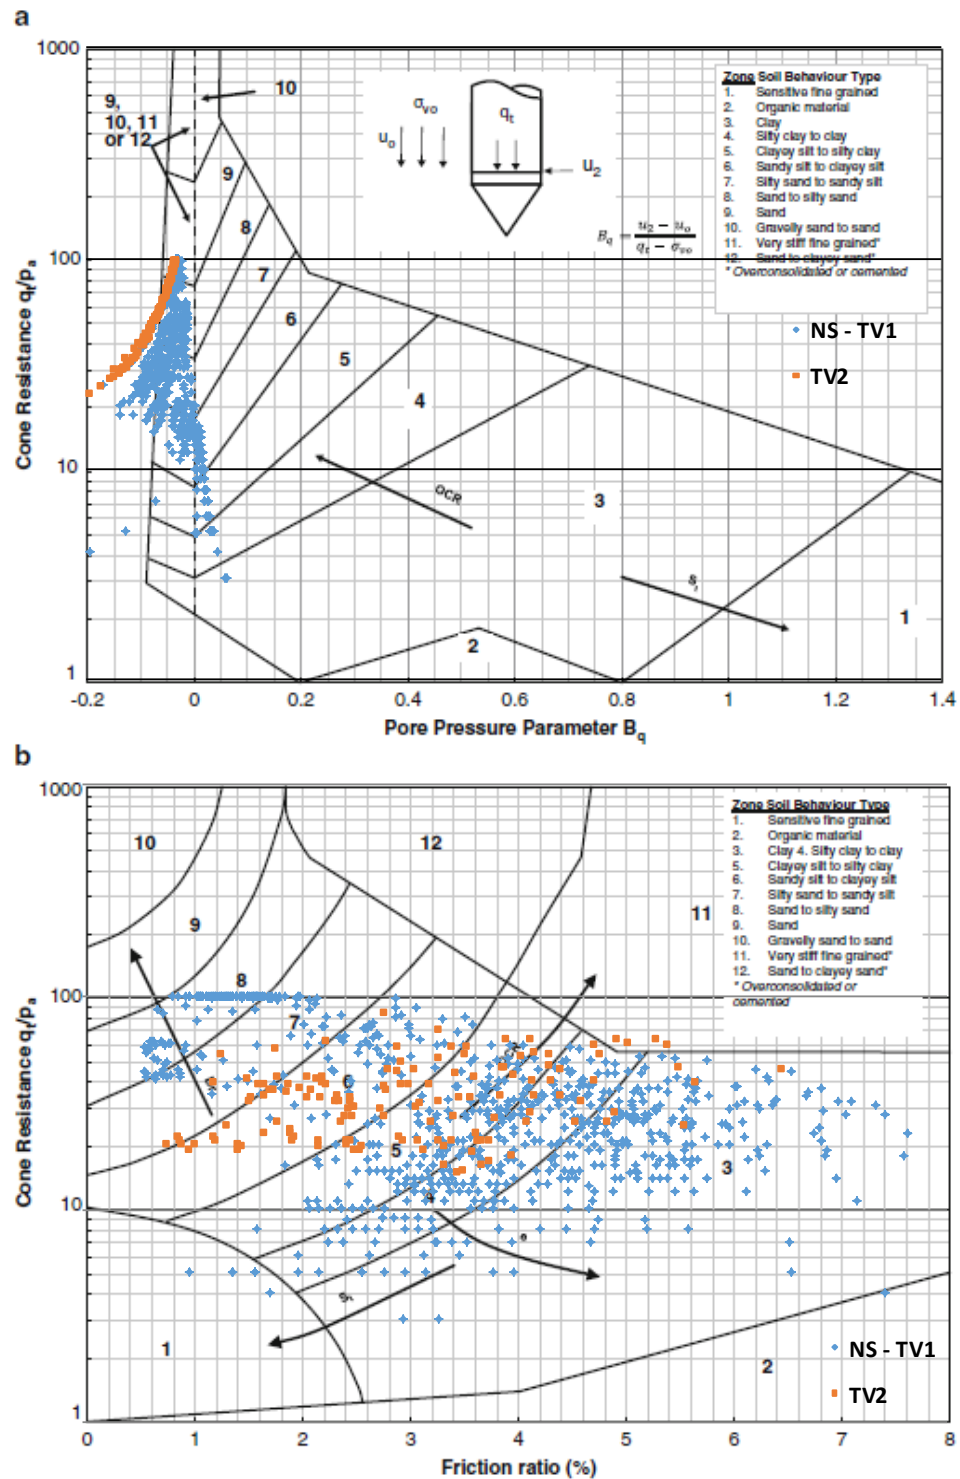 a
1000
100
10
1
Cone Resistance qt/pa
-0.2 0 0.2 0.4 0.6 0.8 1 1.2 1.4
Pore Pressure Parameter Bq
9,
10, 11
or 12
10
9
8
7
6
5
4
3
2
1
OCR
St
σvo
uo
qt
u2
Bq = u2 − uo / qt − σvo
Zone Soil Behaviour Type
1. Sensitive fine grained
2. Organic material
3. Clay
4. Silty clay to clay
5. Clayey silt to silty clay
6. Sandy silt to clayey silt
7. Silty sand to sandy silt
8. Sand to silty sand
9. Sand
10. Gravelly sand to sand
11. Very stiff fine grained*
12. Sand to clayey sand*
* Overconsolidated or cemented
NS - TV1
TV2
b
1000
100
10
1
Cone Resistance qt/pa
0 1 2 3 4 5 6 7 8
Friction ratio (%)
10
12
11
9
8
7
6
5
4
3
e
St
1
2
Zone Soil Behaviour Type
1. Sensitive fine grained
2. Organic material
3. Clay 4. Silty clay to clay
5. Clayey silt to silty clay
6. Sandy silt to clayey silt
7. Silty sand to sandy silt
8. Sand to silty sand
9. Sand
10. Gravelly sand to sand
11. Very stiff fine grained*
12. Sand to clayey sand*
* Overconsolidated or
cemented
NS - TV1
TV2